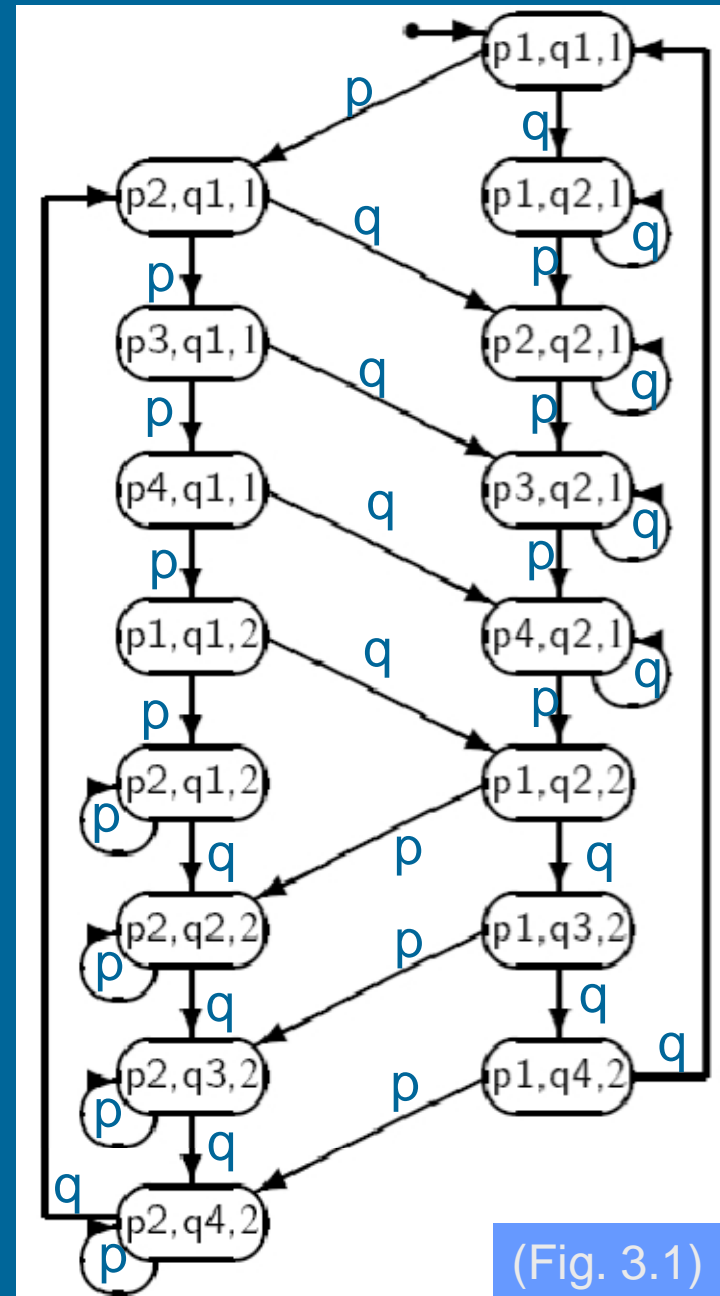 p1,q1,1
p
q
p2,q1,1
p1,q2,1
q
q
p
p
p3,q1,1
p2,q2,1
q
q
p
p
p4,q1,1
p3,q2,1
q
q
p
p
p1,q1,2
p4,q2,1
q
q
p
p
p2,q1,2
p1,q2,2
p
q
p
q
p2,q2,2
p1,q3,2
p
p
q
q
p2,q3,2
p1,q4,2
q
p
p
q
q
p2,q4,2
p
(Fig. 3.1)